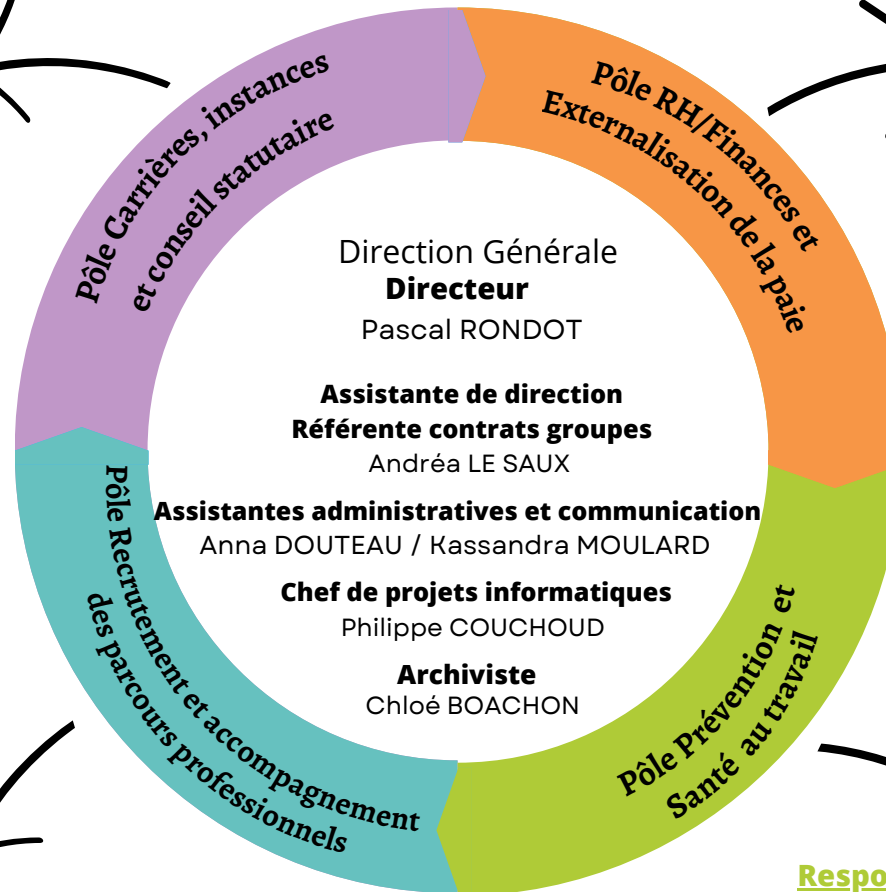 Pôle Carrières, instances
et conseil statutaire
Pôle RH/Finances et
Externalisation de la paie
Direction Générale
Directeur
Pascal RONDOT
Assistante de direction
Référente contrats groupes
Andréa LE SAUX
Assistantes administratives et communication
Anna DOUTEAU / Kassandra MOULARD
Chef de projets informatiques
Philippe COUCHOUD
Archiviste
Chloé BOACHON
Pôle Recrutement et accompagnement
des parcours professionnels
Pôle Prévention et
Santé au travail